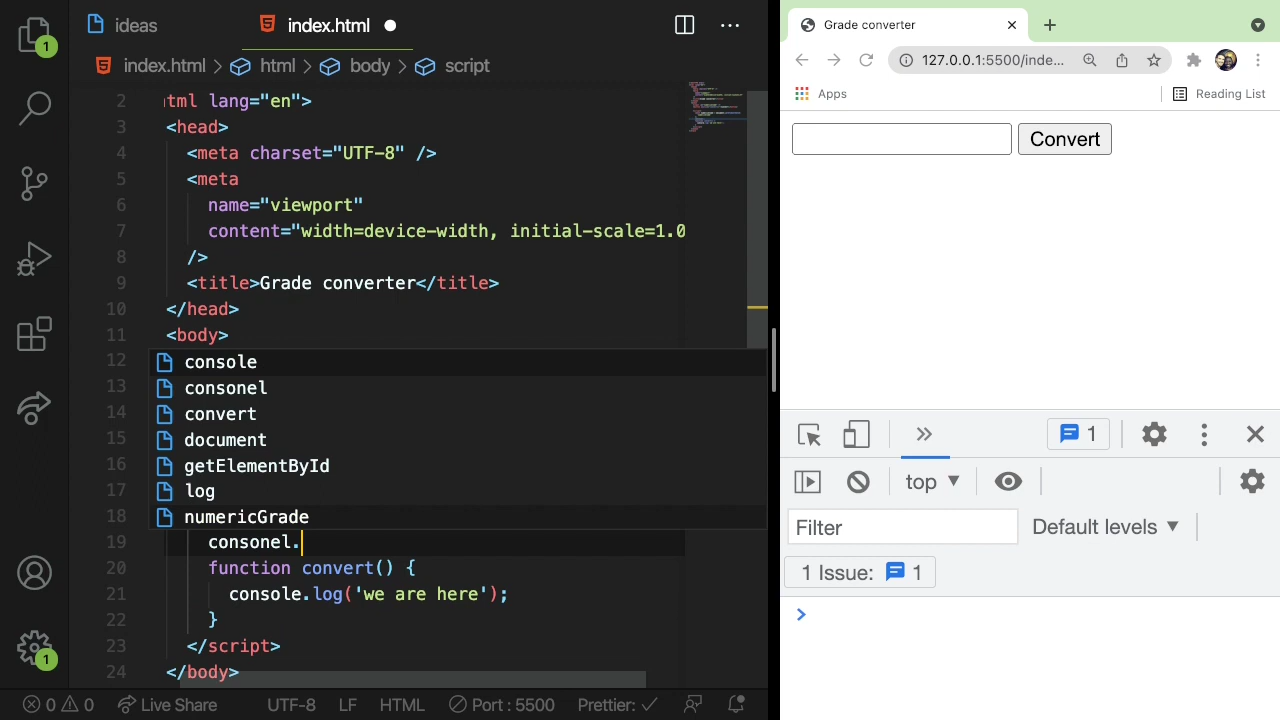 1
ideas
index.html
index.html > html > body > script
2 tml lang="en">
3 <head>
4 <meta charset="UTF-8" />
5 <meta
6 name="viewport"
7 content="width=device-width, initial-scale=1.0
8 />
9 <title>Grade converter</title>
10 </head>
11 <body>
12 console
13 consonel
14 convert
15 document
16 getElementById
17 log
18 numericGrade
19 consonel.
20 function convert() {
21 console.log('we are here');
22 }
23 </script>
24 </body>
1
0 0 Live Share UTF-8 LF HTML Port : 5500 Prettier: ✓
Grade converter
127.0.0.1:5500/inde...
Apps Reading List
Convert
1
top ▼
Filter Default levels ▼
1 Issue: 1
>